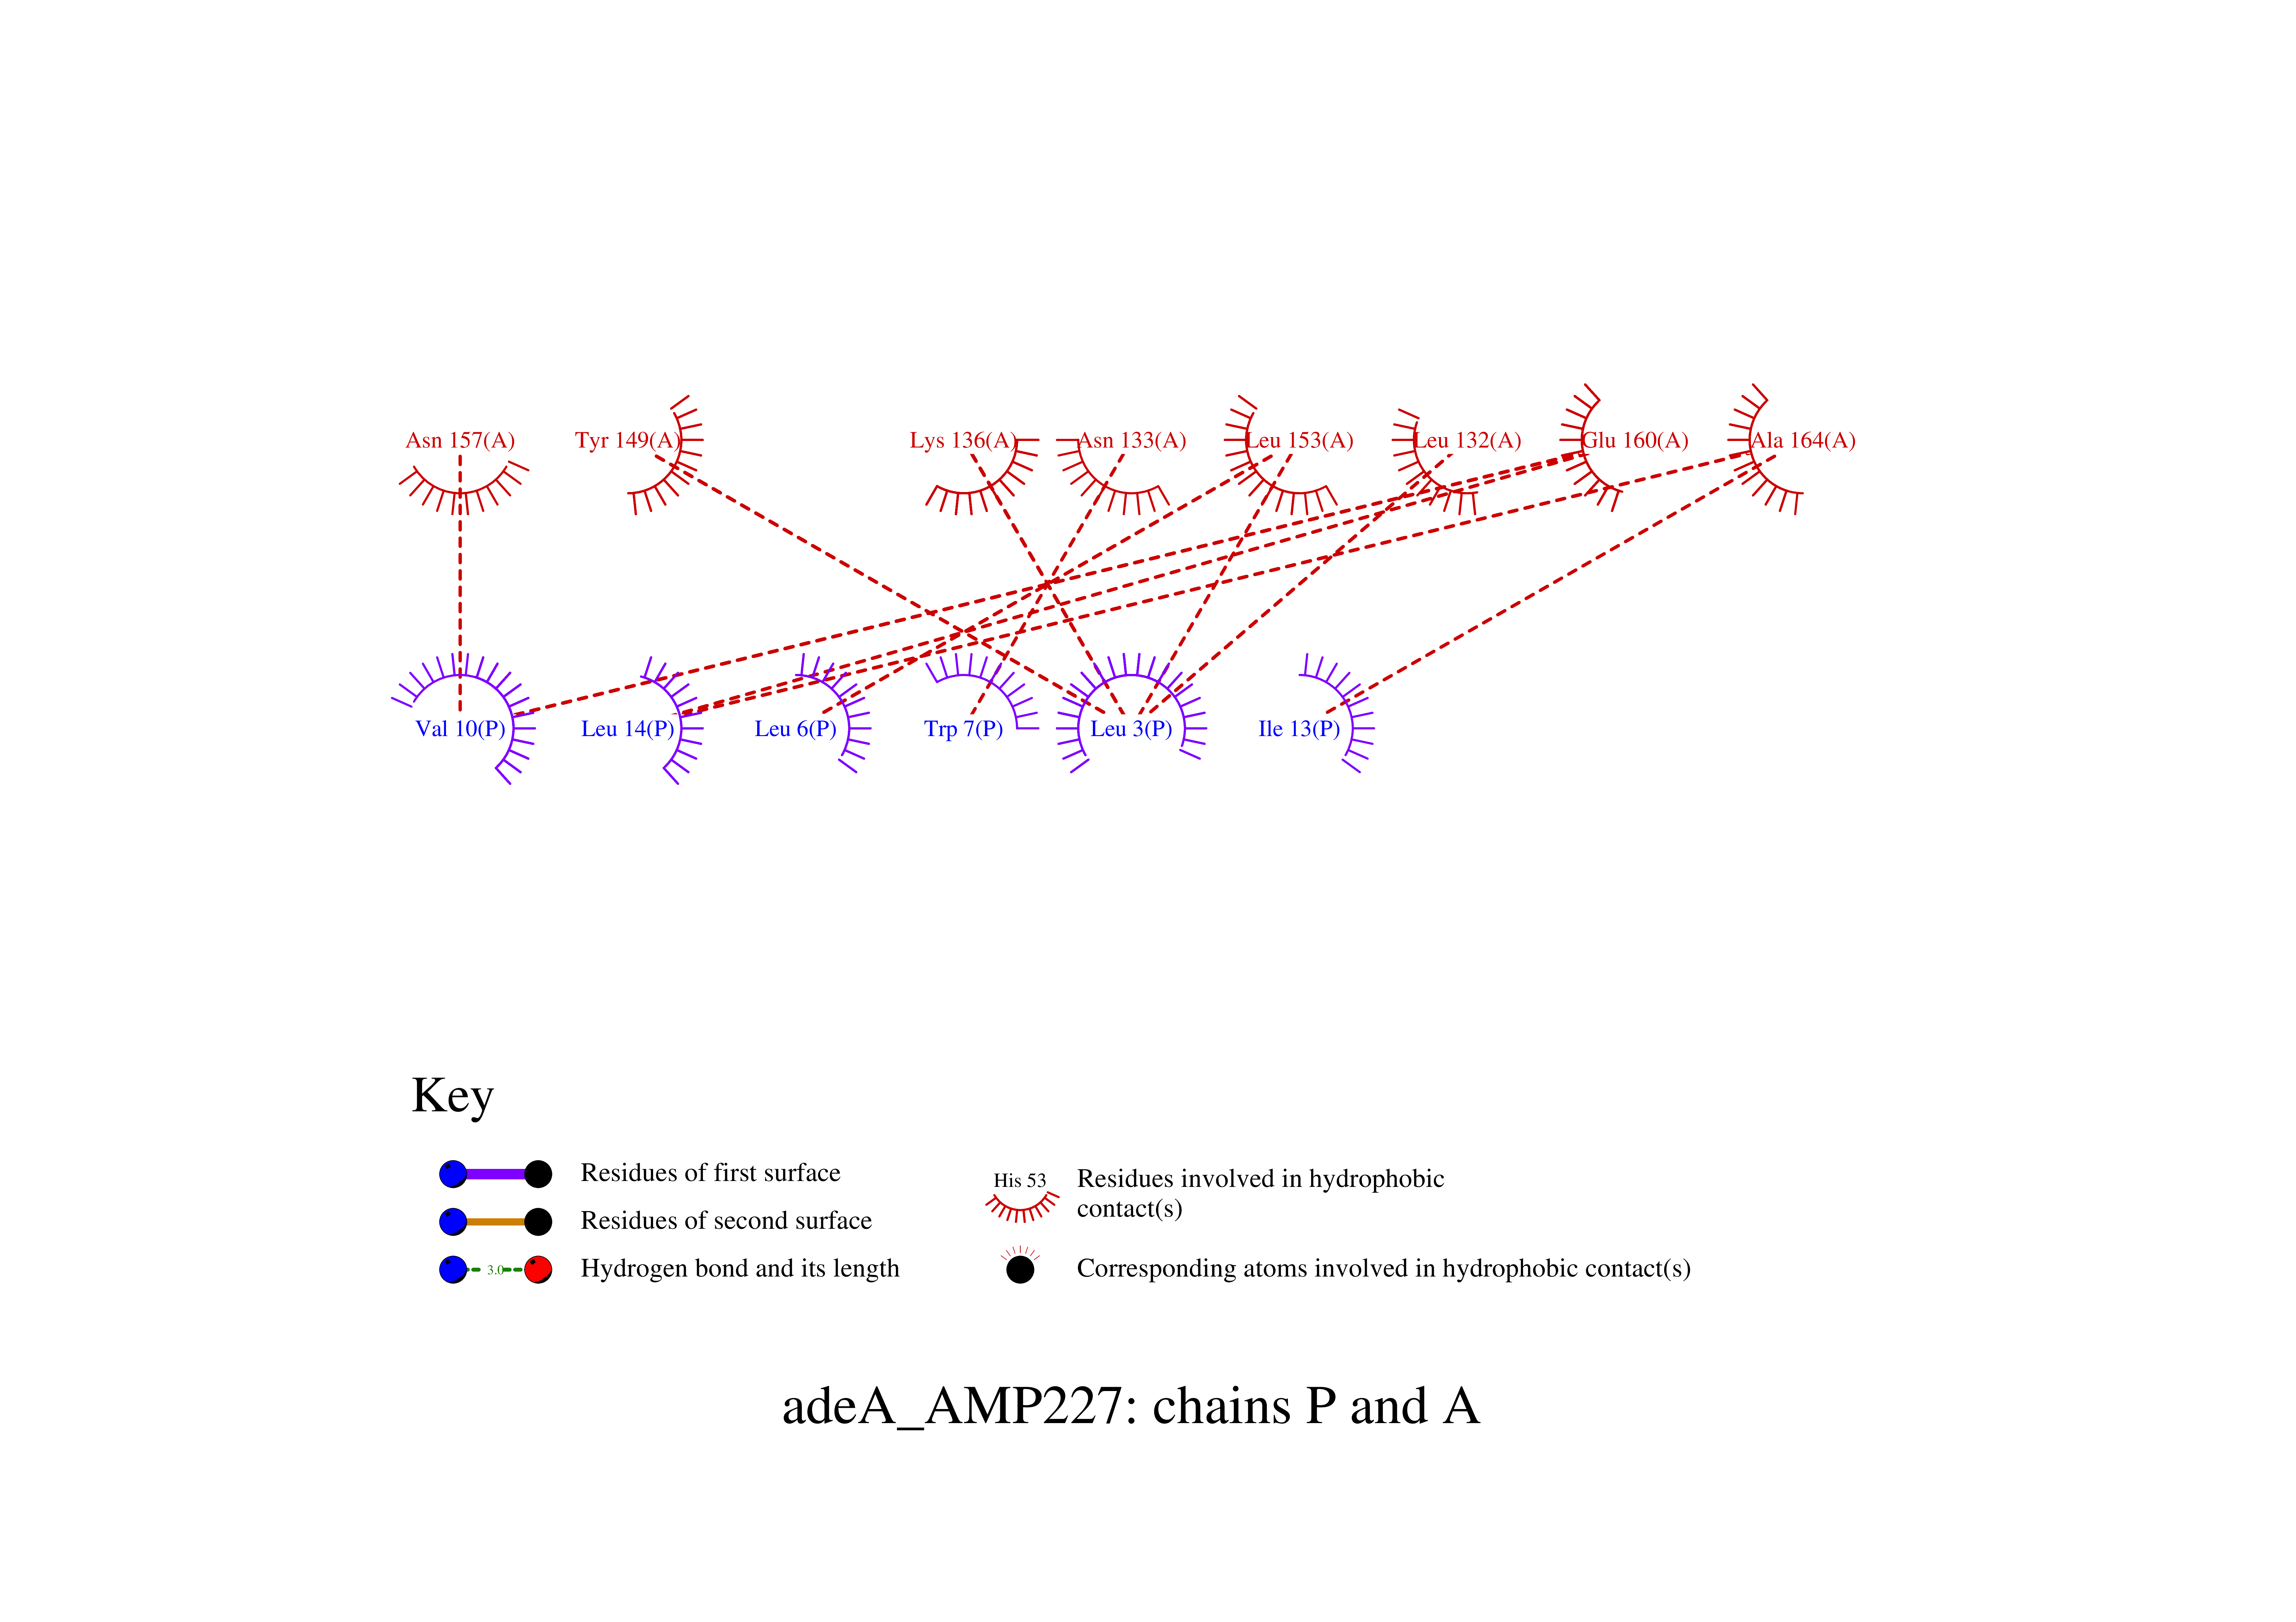 Asn 157(A) Tyr 149(A) Lys 136(A) Asn 133(A) Leu 153(A) Leu 132(A) Glu 160(A) Ala 164(A)
Val 10(P) Leu 14(P) Leu 6(P) Trp 7(P) Leu 3(P) Ile 13(P)
Key
Residues of first surface
Residues of second surface
3.0 Hydrogen bond and its length
His 53 Residues involved in hydrophobic
contact(s)
Corresponding atoms involved in hydrophobic contact(s)
adeA_AMP227: chains P and A